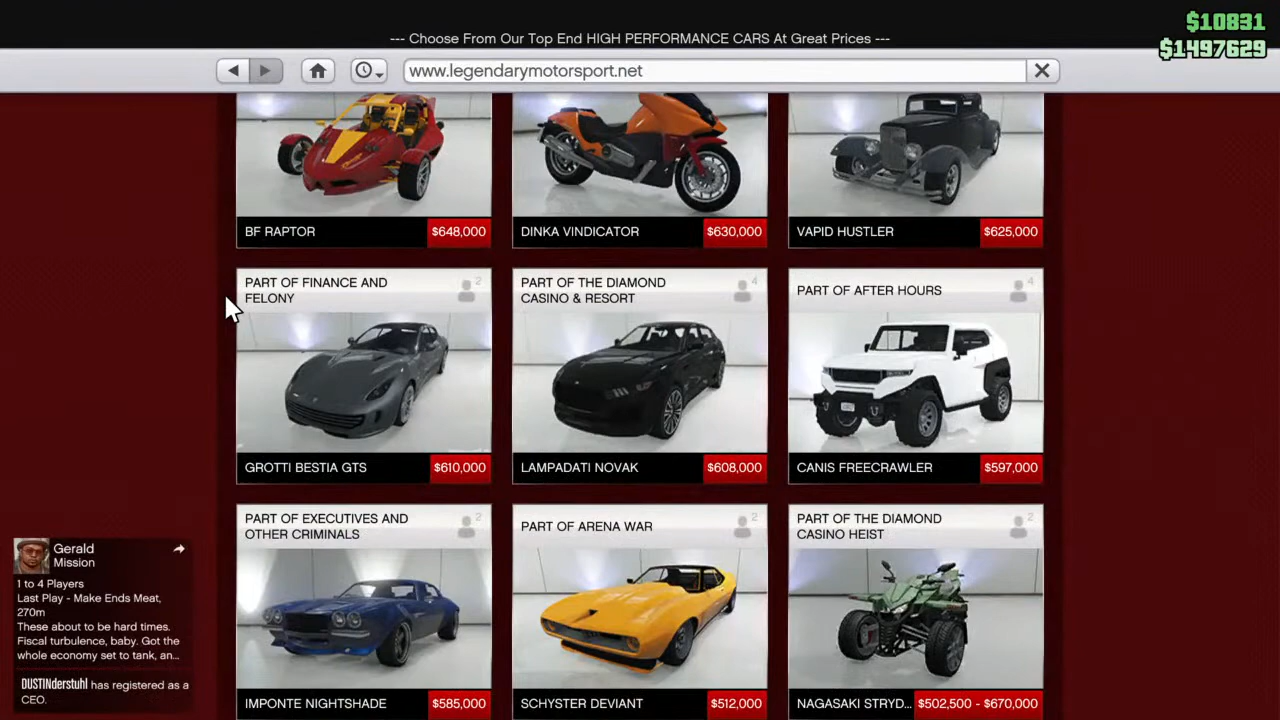 $10831
--- Choose From Our Top End HIGH PERFORMANCE CARS At Great Prices ---
$1497629
www.legendarymotorsport.net
BF RAPTOR
$648,000
DINKA VINDICATOR
$630,000
VAPID HUSTLER
$625,000
PART OF FINANCE AND
FELONY
2
PART OF THE DIAMOND
CASINO & RESORT
4
PART OF AFTER HOURS
4
GROTTI BESTIA GTS
$610,000
LAMPADATI NOVAK
$608,000
CANIS FREECRAWLER
$597,000
PART OF EXECUTIVES AND
OTHER CRIMINALS
2
PART OF ARENA WAR
2
PART OF THE DIAMOND
CASINO HEIST
2
IMPONTE NIGHTSHADE
$585,000
SCHYSTER DEVIANT
$512,000
NAGASAKI STRYD...
$502,500 - $670,000
Gerald
Mission
1 to 4 Players
Last Play - Make Ends Meat,
270m
These about to be hard times.
Fiscal turbulence, baby. Got the
whole economy set to tank, an...
DUSTINderstuhl has registered as a
CEO.